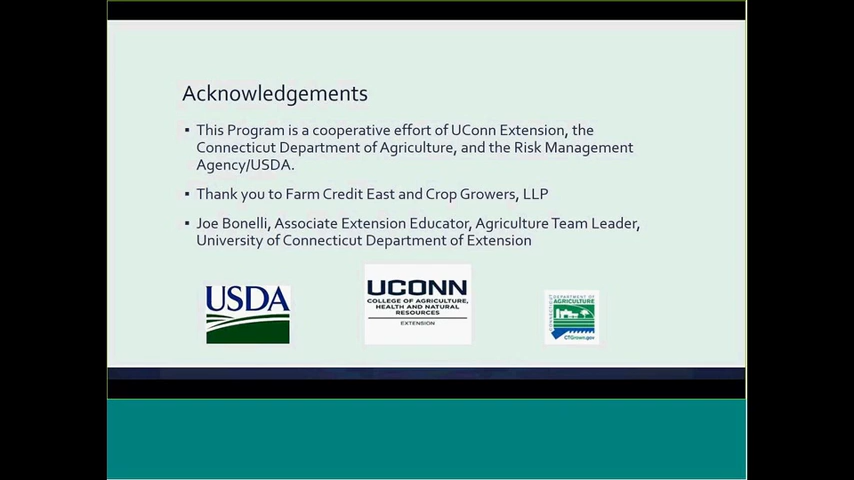 Acknowledgements
▪ This Program is a cooperative effort of UConn Extension, the
Connecticut Department of Agriculture, and the Risk Management
Agency/USDA.
▪ Thank you to Farm Credit East and Crop Growers, LLP
▪ Joe Bonelli, Associate Extension Educator, Agriculture Team Leader,
University of Connecticut Department of Extension
USDA
UCONN
COLLEGE OF AGRICULTURE,
HEALTH AND NATURAL
RESOURCES
EXTENSION
CONNECTICUT DEPARTMENT OF
AGRICULTURE
CTGrown.gov